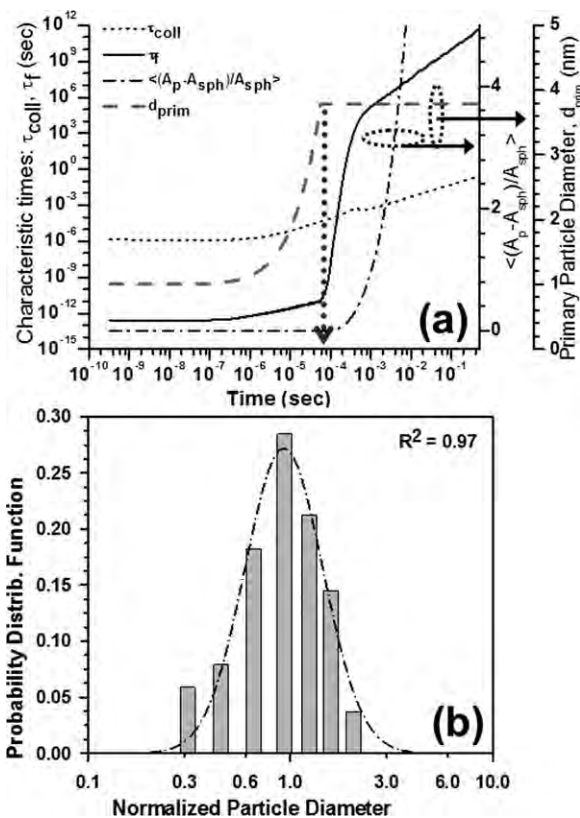 Characteristic times: τcoll, τf (sec)
10^12
10^9
10^6
10^3
10^0
10^-3
10^-6
10^-9
10^-12
10^-15
τcoll
τf
<(Ap-Asph)/Asph>
dprim
(a)
4
2
0
<(Ap-Asph)/Asph>
5
4
3
2
1
0
Primary Particle Diameter, dprim (nm)
10^-10 10^-9 10^-8 10^-7 10^-6 10^-5 10^-4 10^-3 10^-2 10^-1
Time (sec)
Probability Distrib. Function
0.30
0.25
0.20
0.15
0.10
0.05
0.00
R² = 0.97
(b)
0.1 0.3 0.6 1.0 3.0 6.0 10.0
Normalized Particle Diameter